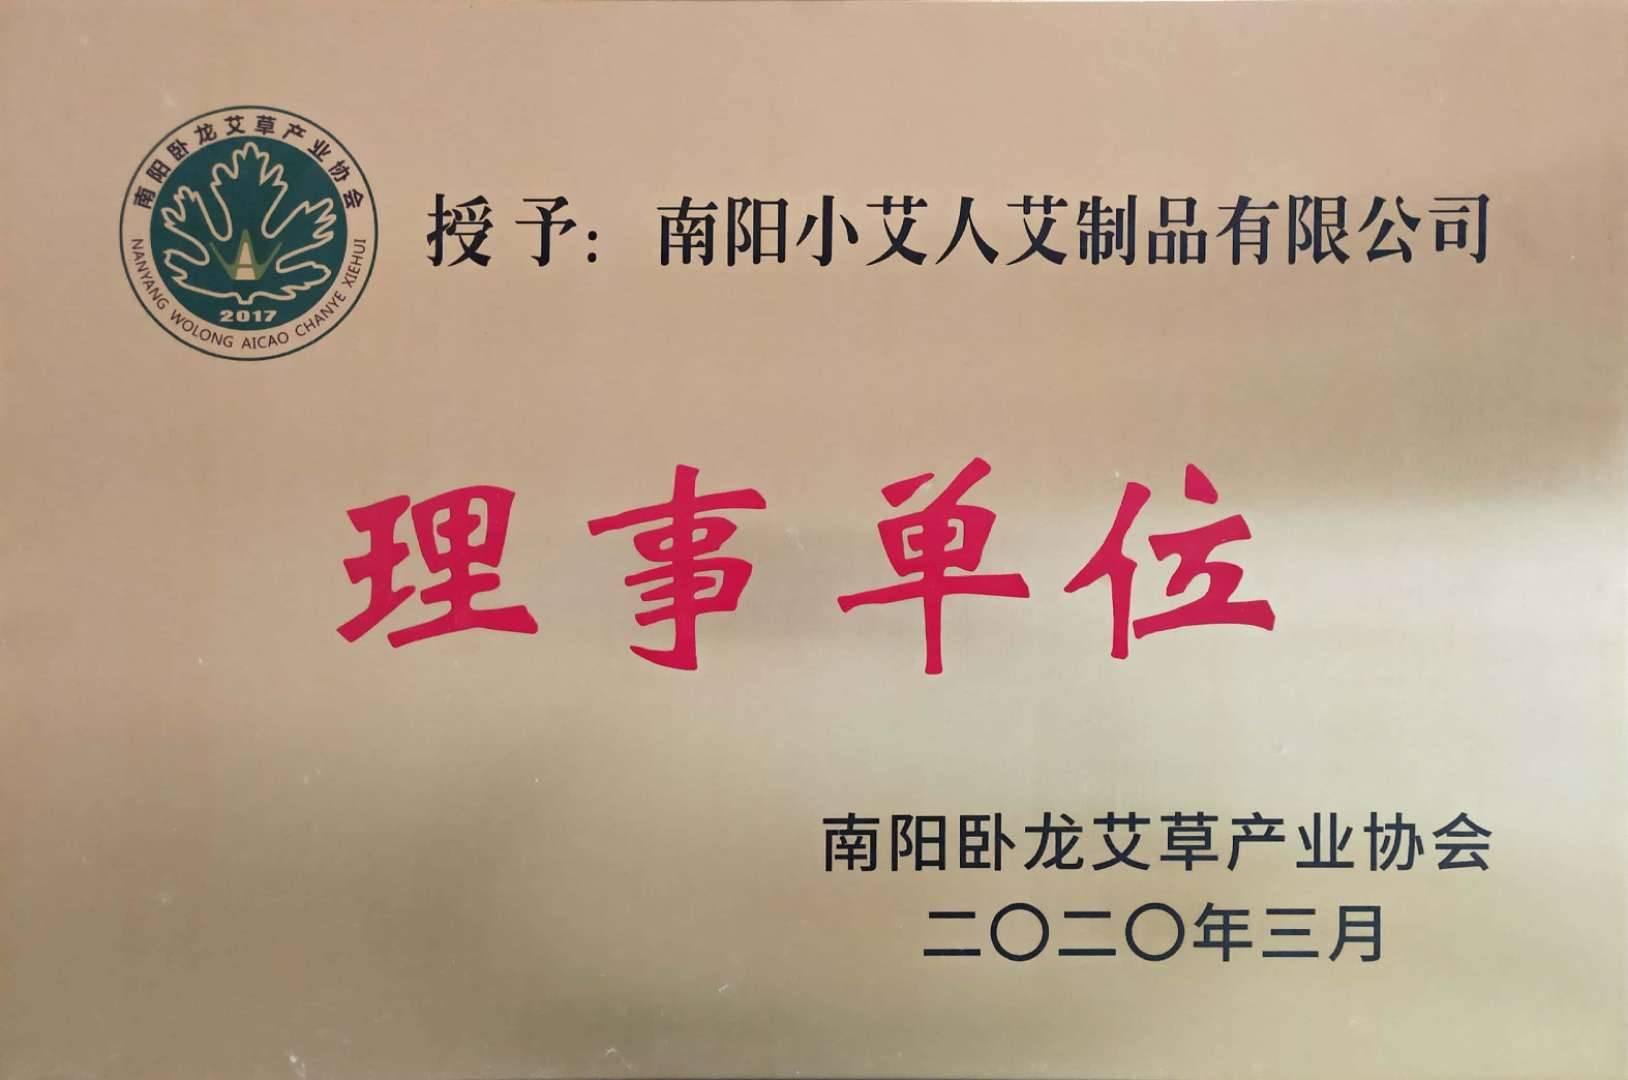 南阳卧龙艾草产业协会
2017
NANYANG WOLONG AICAO CHANYE XIEHUI
授予：南阳小艾人艾制品有限公司
理事单位
南阳卧龙艾草产业协会
二〇二〇年三月